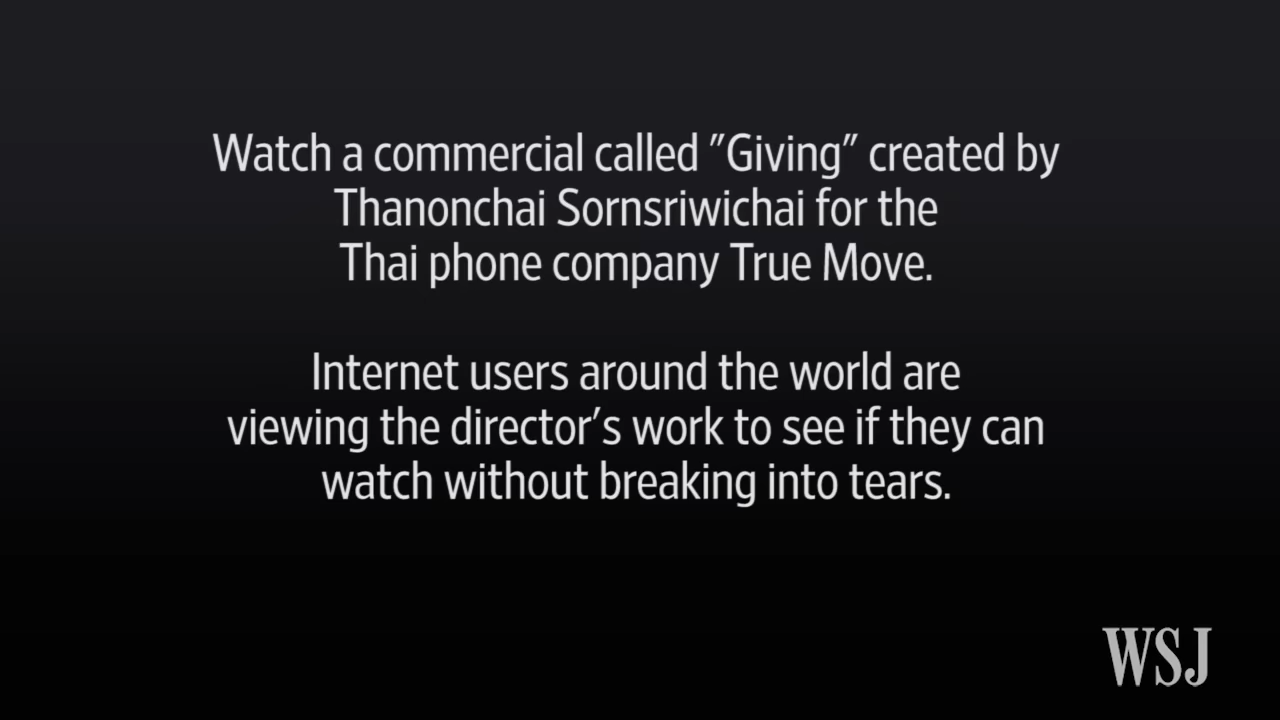 Watch a commercial called "Giving" created by
Thanonchai Sornsriwichai for the
Thai phone company True Move.
Internet users around the world are
viewing the director's work to see if they can
watch without breaking into tears.
WSJ